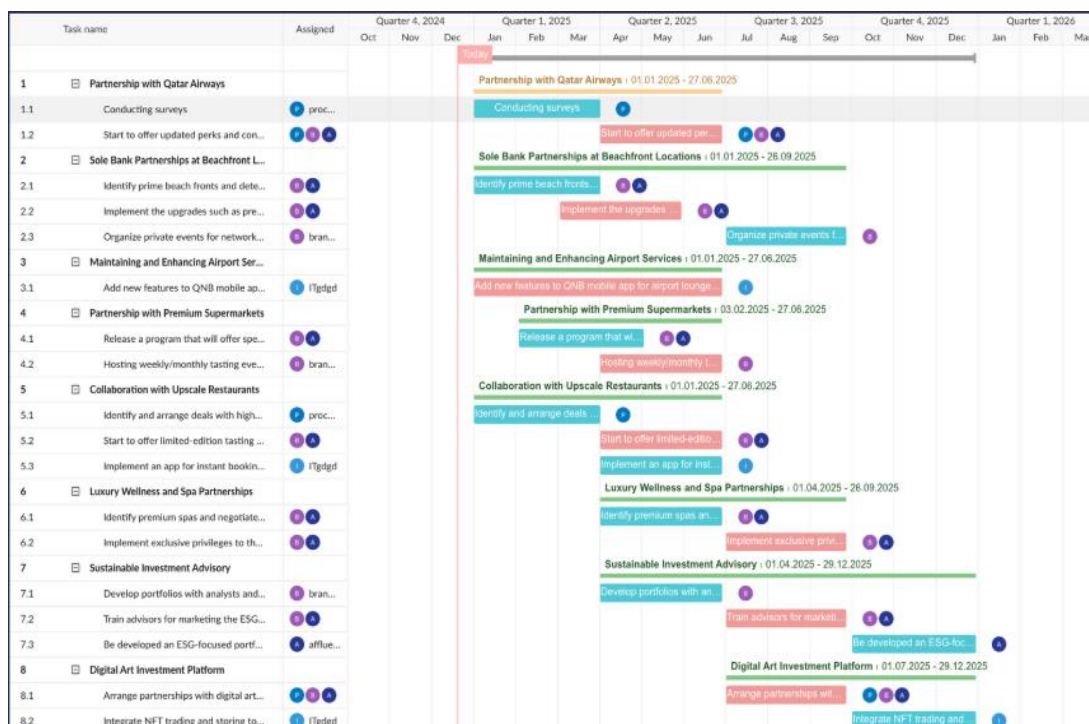 Task name Assigned Quarter 4, 2024 Quarter 1, 2025 Quarter 2, 2025 Quarter 3, 2025 Quarter 4, 2025 Quarter 1, 2026
Oct Nov Dec Jan Feb Mar Apr May Jun Jul Aug Sep Oct Nov Dec Jan Feb Mar
Today
1 Partnership with Qatar Airways Partnership with Qatar Airways : 01.01.2025 - 27.06.2025
1.1 Conducting surveys P proc... Conducting surveys P
1.2 Start to offer updated perks and con... P B A Start to offer updated per... P B A
2 Sole Bank Partnerships at Beachfront L... Sole Bank Partnerships at Beachfront Locations : 01.01.2025 - 26.09.2025
2.1 Identify prime beach fronts and dete... B A Identify prime beach fronts... B A
2.2 Implement the upgrades such as pre... B A Implement the upgrades ... B A
2.3 Organize private events for network... B bran... Organize private events f... B
3 Maintaining and Enhancing Airport Ser... Maintaining and Enhancing Airport Services : 01.01.2025 - 27.06.2025
3.1 Add new features to QNB mobile ap... I ITgdgd Add new features to QNB mobile app for airport lounge... I
4 Partnership with Premium Supermarkets Partnership with Premium Supermarkets : 03.02.2025 - 27.06.2025
4.1 Release a program that will offer spe... B A Release a program that wi... B A
4.2 Hosting weekly/monthly tasting eve... B bran... Hosting weekly/monthly t... B
5 Collaboration with Upscale Restaurants Collaboration with Upscale Restaurants : 01.01.2025 - 27.06.2025
5.1 Identify and arrange deals with high... P proc... Identify and arrange deals ... P
5.2 Start to offer limited-edition tasting ... B A Start to offer limited-editio... B A
5.3 Implement an app for instant bookin... I ITgdgd Implement an app for inst... I
6 Luxury Wellness and Spa Partnerships Luxury Wellness and Spa Partnerships : 01.04.2025 - 26.09.2025
6.1 Identify premium spas and negotiate... B A Identify premium spas an... B A
6.2 Implement exclusive privileges to th... B A Implement exclusive privi... B A
7 Sustainable Investment Advisory Sustainable Investment Advisory : 01.04.2025 - 29.12.2025
7.1 Develop portfolios with analysts and... B bran... Develop portfolios with an... B
7.2 Train advisors for marketing the ESG... B A Train advisors for marketi... B A
7.3 Be developed an ESG-focused portf... A afflue... Be developed an ESG-foc... A
8 Digital Art Investment Platform Digital Art Investment Platform : 01.07.2025 - 29.12.2025
8.1 Arrange partnerships with digital art... P B A Arrange partnerships wit... P B A
8.2 Integrate NFT trading and storing to... I ITgdgd Integrate NFT trading and ... I